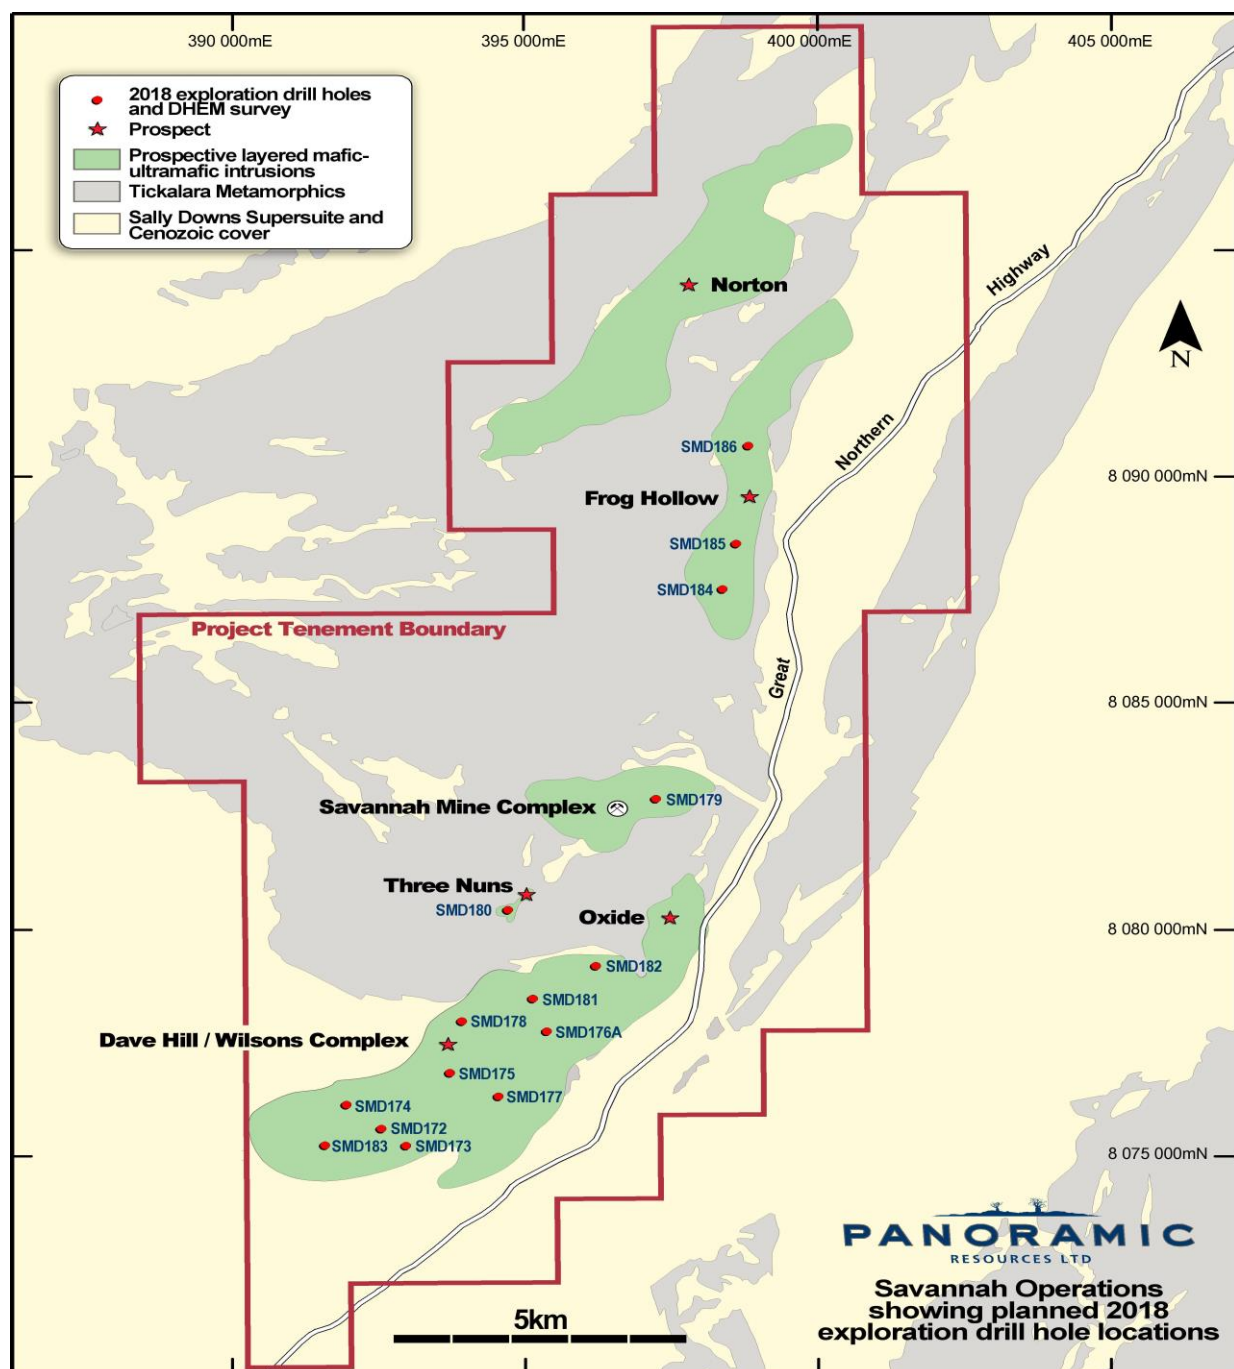 390 000mE
395 000mE
400 000mE
405 000mE
2018 exploration drill holes
and DHEM survey
Prospect
Prospective layered mafic-
ultramafic intrusions
Tickalara Metamorphics
Sally Downs Supersuite and
Cenozoic cover
Highway
Norton
N
Northern
SMD186
8 090 000mN
Frog Hollow
SMD185
SMD184
Project Tenement Boundary
Great
8 085 000mN
Savannah Mine Complex
SMD179
Three Nuns
SMD180
Oxide
8 080 000mN
SMD182
SMD181
SMD178
SMD176A
Dave Hill / Wilsons Complex
SMD175
SMD177
SMD174
SMD172
SMD183
SMD173
8 075 000mN
PANORAMIC
RESOURCES LTD
Savannah Operations
showing planned 2018
exploration drill hole locations
5km